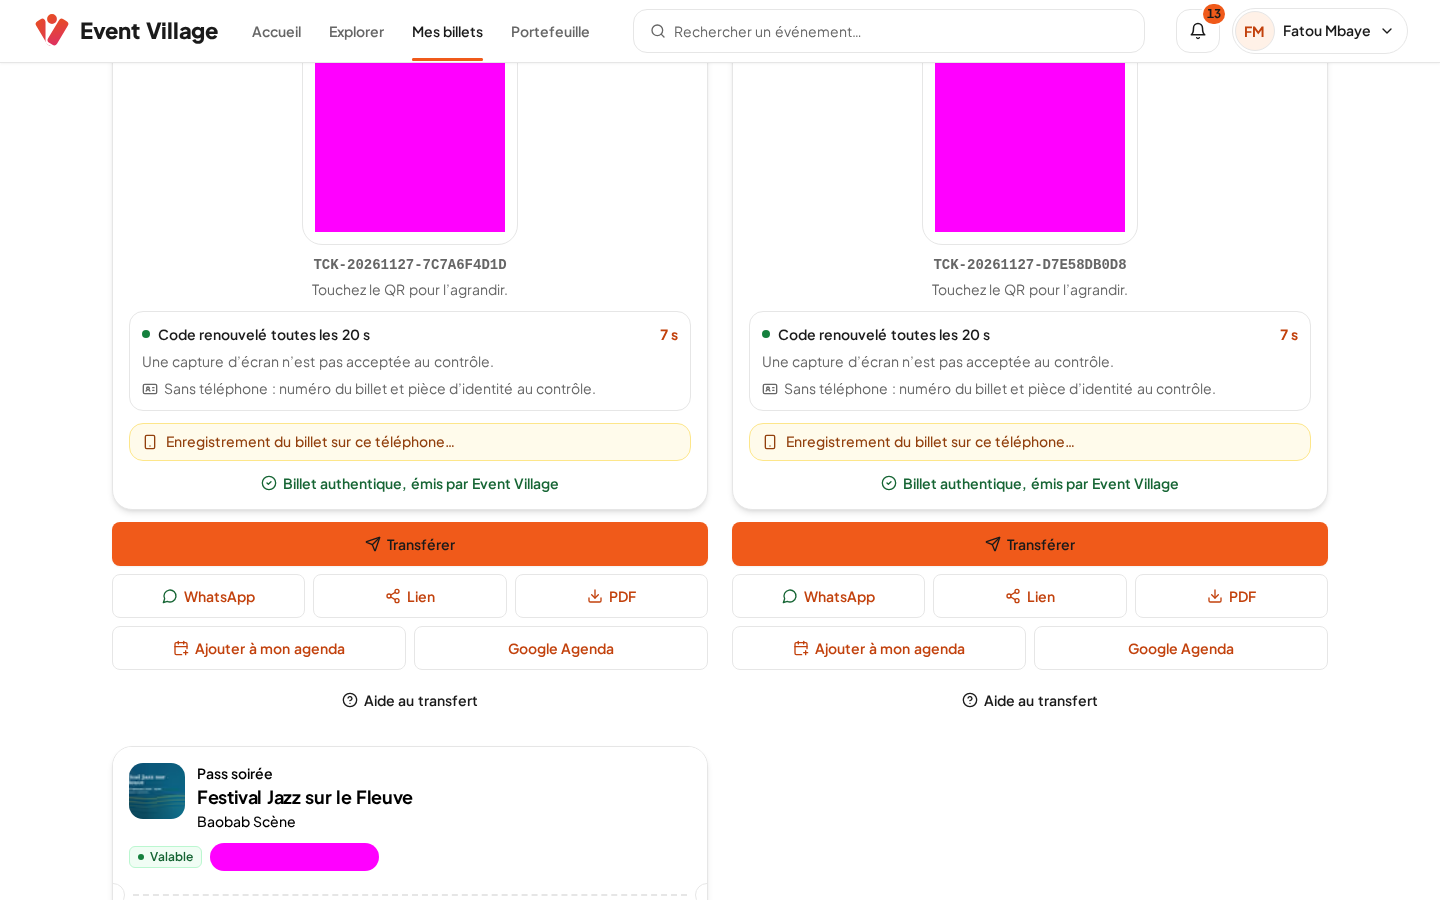 Event Village
Accueil
Explorer
Mes billets
Portefeuille
Rechercher un événement…
13
FM
Fatou Mbaye
TCK-20261127-7C7A6F4D1D
Touchez le QR pour l'agrandir.
Code renouvelé toutes les 20 s
7 s
Une capture d'écran n'est pas acceptée au contrôle.
Sans téléphone : numéro du billet et pièce d'identité au contrôle.
Enregistrement du billet sur ce téléphone…
Billet authentique, émis par Event Village
Transférer
WhatsApp
Lien
PDF
Ajouter à mon agenda
Google Agenda
Aide au transfert
TCK-20261127-D7E58DB0D8
Touchez le QR pour l'agrandir.
Code renouvelé toutes les 20 s
7 s
Une capture d'écran n'est pas acceptée au contrôle.
Sans téléphone : numéro du billet et pièce d'identité au contrôle.
Enregistrement du billet sur ce téléphone…
Billet authentique, émis par Event Village
Transférer
WhatsApp
Lien
PDF
Ajouter à mon agenda
Google Agenda
Aide au transfert
Pass soirée
Festival Jazz sur le Fleuve
Baobab Scène
Valable